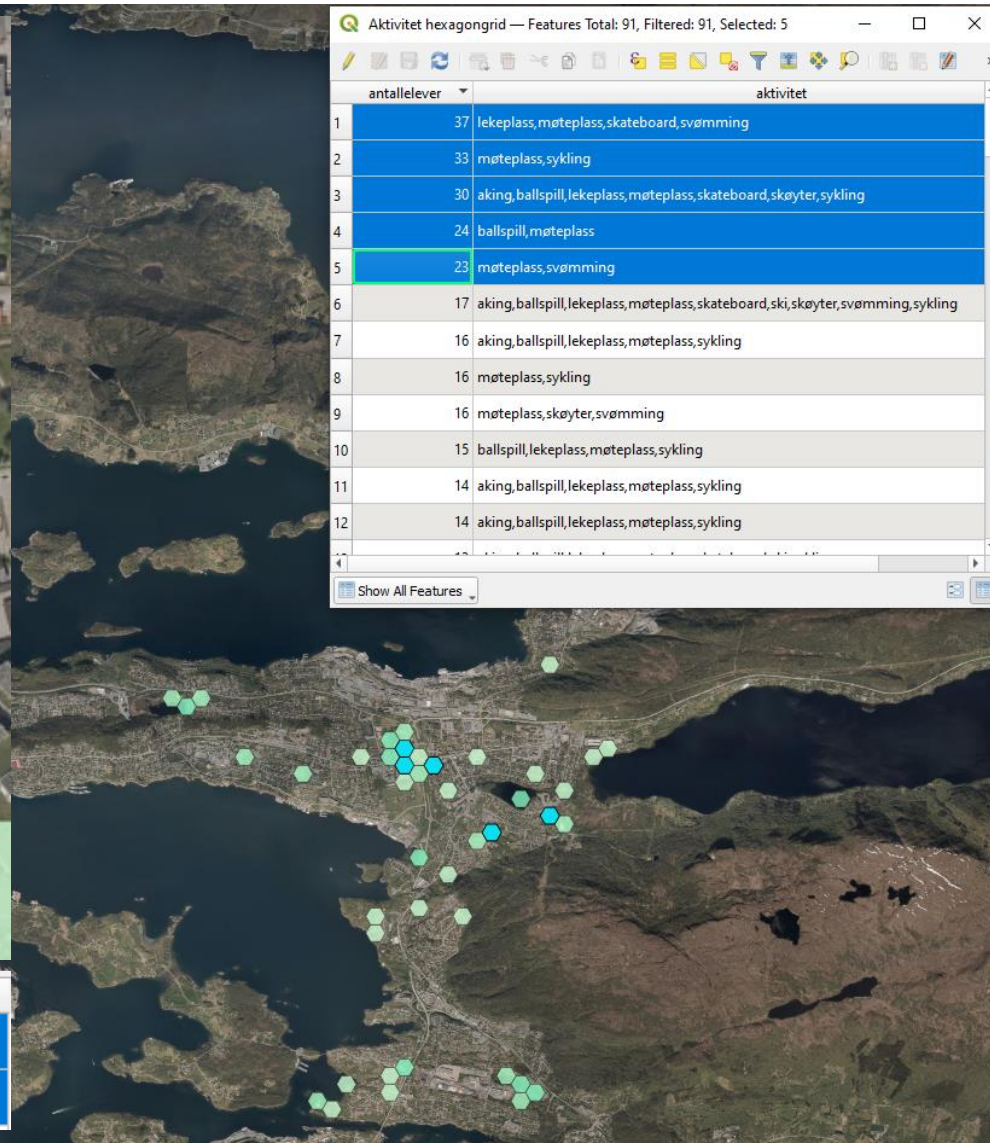 Aktivitet hexagongrid — Features Total: 91, Filtered: 91, Selected: 5
antallelever aktivitet
1 37 lekeplass,møteplass,skateboard,svømming
2 33 møteplass,sykling
3 30 aking,ballspill,lekeplass,møteplass,skateboard,skøyter,sykling
4 24 ballspill,møteplass
5 23 møteplass,svømming
6 17 aking,ballspill,lekeplass,møteplass,skateboard,ski,skøyter,svømming,sykling
7 16 aking,ballspill,lekeplass,møteplass,sykling
8 16 møteplass,sykling
9 16 møteplass,skøyter,svømming
10 15 ballspill,lekeplass,møteplass,sykling
11 14 aking,ballspill,lekeplass,møteplass,sykling
12 14 aking,ballspill,lekeplass,møteplass,sykling
Show All Features